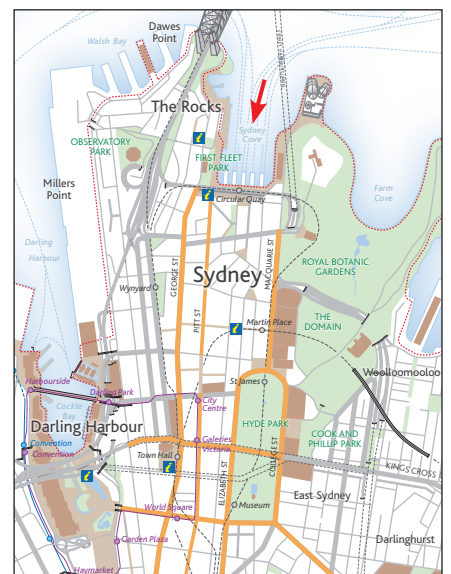 Dawes
Point
Walsh Bay
The Rocks
Sydney
Cove
OBSERVATORY
PARK
FIRST FLEET
PARK
Millers
Point
Farm
Cove
Circular Quay
Darling
Harbour
GEORGE ST
MACQUARIE ST
ROYAL BOTANIC
GARDENS
Sydney
Wynyard
PITT ST
Martin Place
THE
DOMAIN
Woolloomooloo
Harbourside
St James
Darling Park
City
Centre
Cockle
Bay
HYDE PARK
COOK AND
PHILLIP PARK
Darling Harbour
Convention
Convention
Galeries
Victoria
Town Hall
ELIZABETH ST
COLLEGE ST
KINGS CROSS
East Sydney
World Square
Museum
Garden Plaza
Darlinghurst
Haymarket